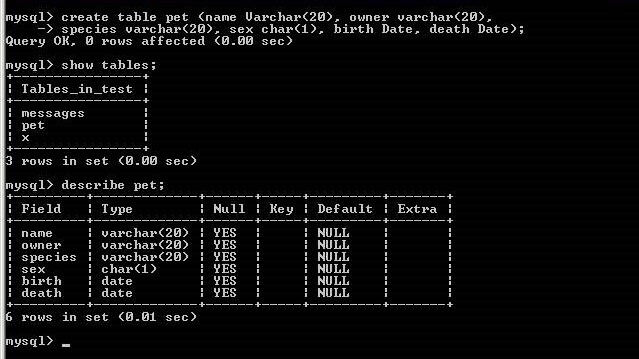 mysql> create table pet (name Varchar(20), owner varchar(20),
    -> species varchar(20), sex char(1), birth Date, death Date);
Query OK, 0 rows affected (0.00 sec)
mysql> show tables;
+----------------+
| Tables_in_test |
+----------------+
| messages       |
| pet            |
| x              |
+----------------+
3 rows in set (0.00 sec)
mysql> describe pet;
+---------+-------------+------+-----+---------+-------+
| Field   | Type        | Null | Key | Default | Extra |
+---------+-------------+------+-----+---------+-------+
| name    | varchar(20) | YES  |     | NULL    |       |
| owner   | varchar(20) | YES  |     | NULL    |       |
| species | varchar(20) | YES  |     | NULL    |       |
| sex     | char(1)     | YES  |     | NULL    |       |
| birth   | date        | YES  |     | NULL    |       |
| death   | date        | YES  |     | NULL    |       |
+---------+-------------+------+-----+---------+-------+
6 rows in set (0.01 sec)
mysql> _